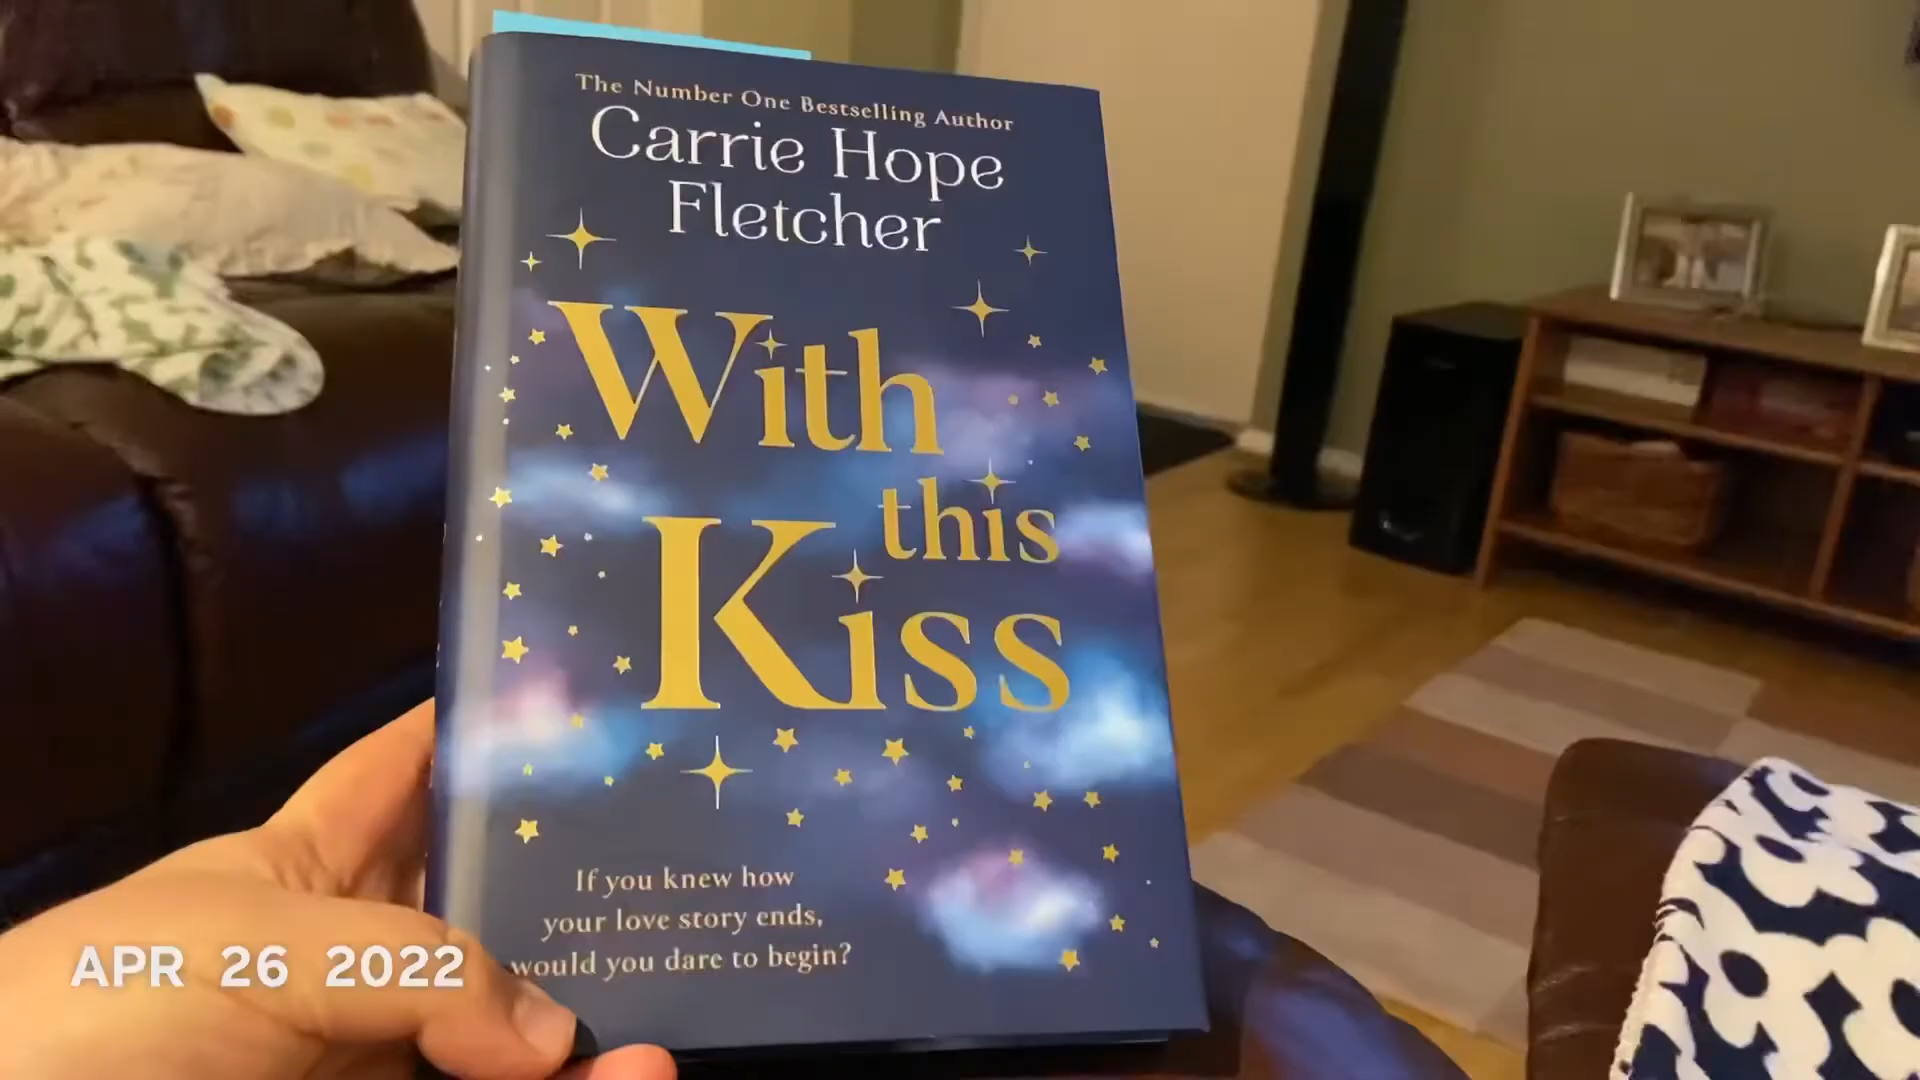 The Number One Bestselling Author
Carrie Hope
Fletcher
With
this
Kiss
If you knew how
your love story ends,
would you dare to begin?
APR 26 2022